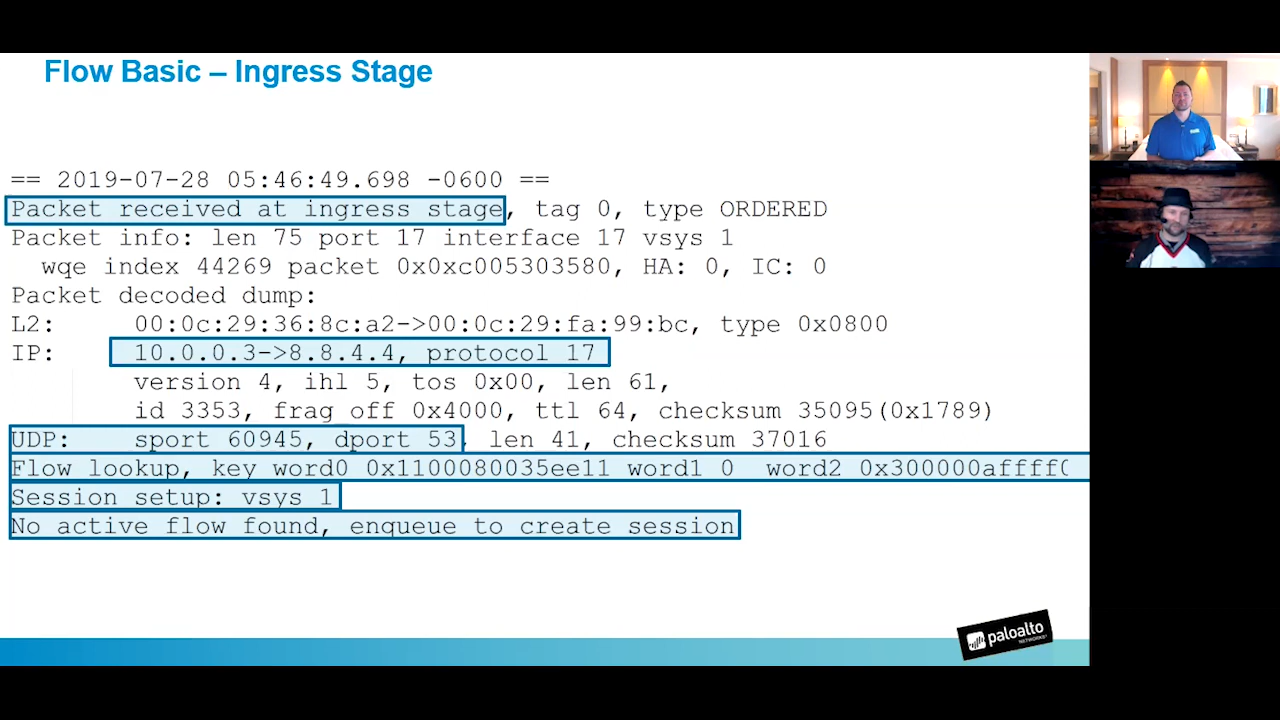 Flow Basic – Ingress Stage
== 2019-07-28 05:46:49.698 -0600 ==
Packet received at ingress stage, tag 0, type ORDERED
Packet info: len 75 port 17 interface 17 vsys 1
wqe index 44269 packet 0x0xc005303580, HA: 0, IC: 0
Packet decoded dump:
L2: 00:0c:29:36:8c:a2->00:0c:29:fa:99:bc, type 0x0800
IP: 10.0.0.3->8.8.4.4, protocol 17
version 4, ihl 5, tos 0x00, len 61,
id 3353, frag_off 0x4000, ttl 64, checksum 35095(0x1789)
UDP: sport 60945, dport 53, len 41, checksum 37016
Flow lookup, key word0 0x1100080035ee11 word1 0 word2 0x300000affff0
Session setup: vsys 1
No active flow found, enqueue to create session
paloalto
NETWORKS